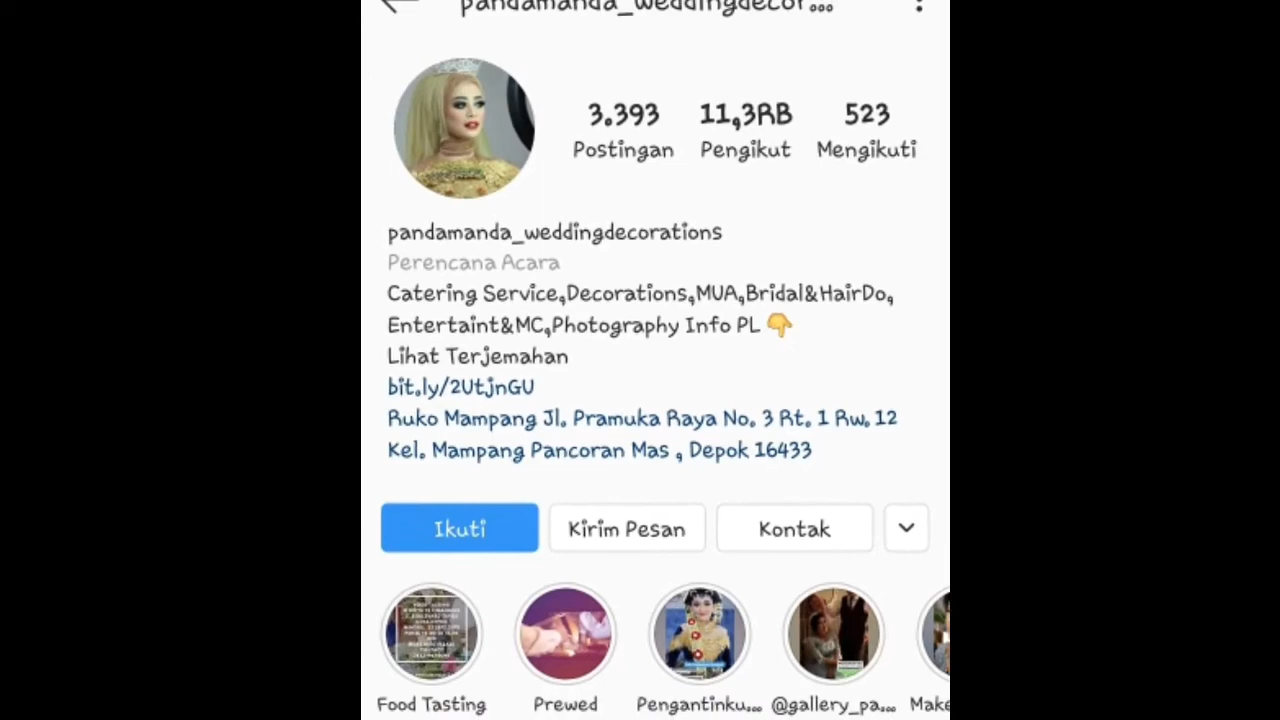 pandamanda_weddingdecor...
3.393 11,3RB 523
Postingan Pengikut Mengikuti
pandamanda_weddingdecorations
Perencana Acara
Catering Service,Decorations,MUA,Bridal&HairDo,
Entertaint&MC,Photography Info PL 👇
Lihat Terjemahan
bit.ly/2UtjnGU
Ruko Mampang Jl. Pramuka Raya No. 3 Rt. 1 Rw. 12
Kel. Mampang Pancoran Mas , Depok 16433
Ikuti Kirim Pesan Kontak
Food Tasting Prewed Pengantinku... @gallery_pa... Make